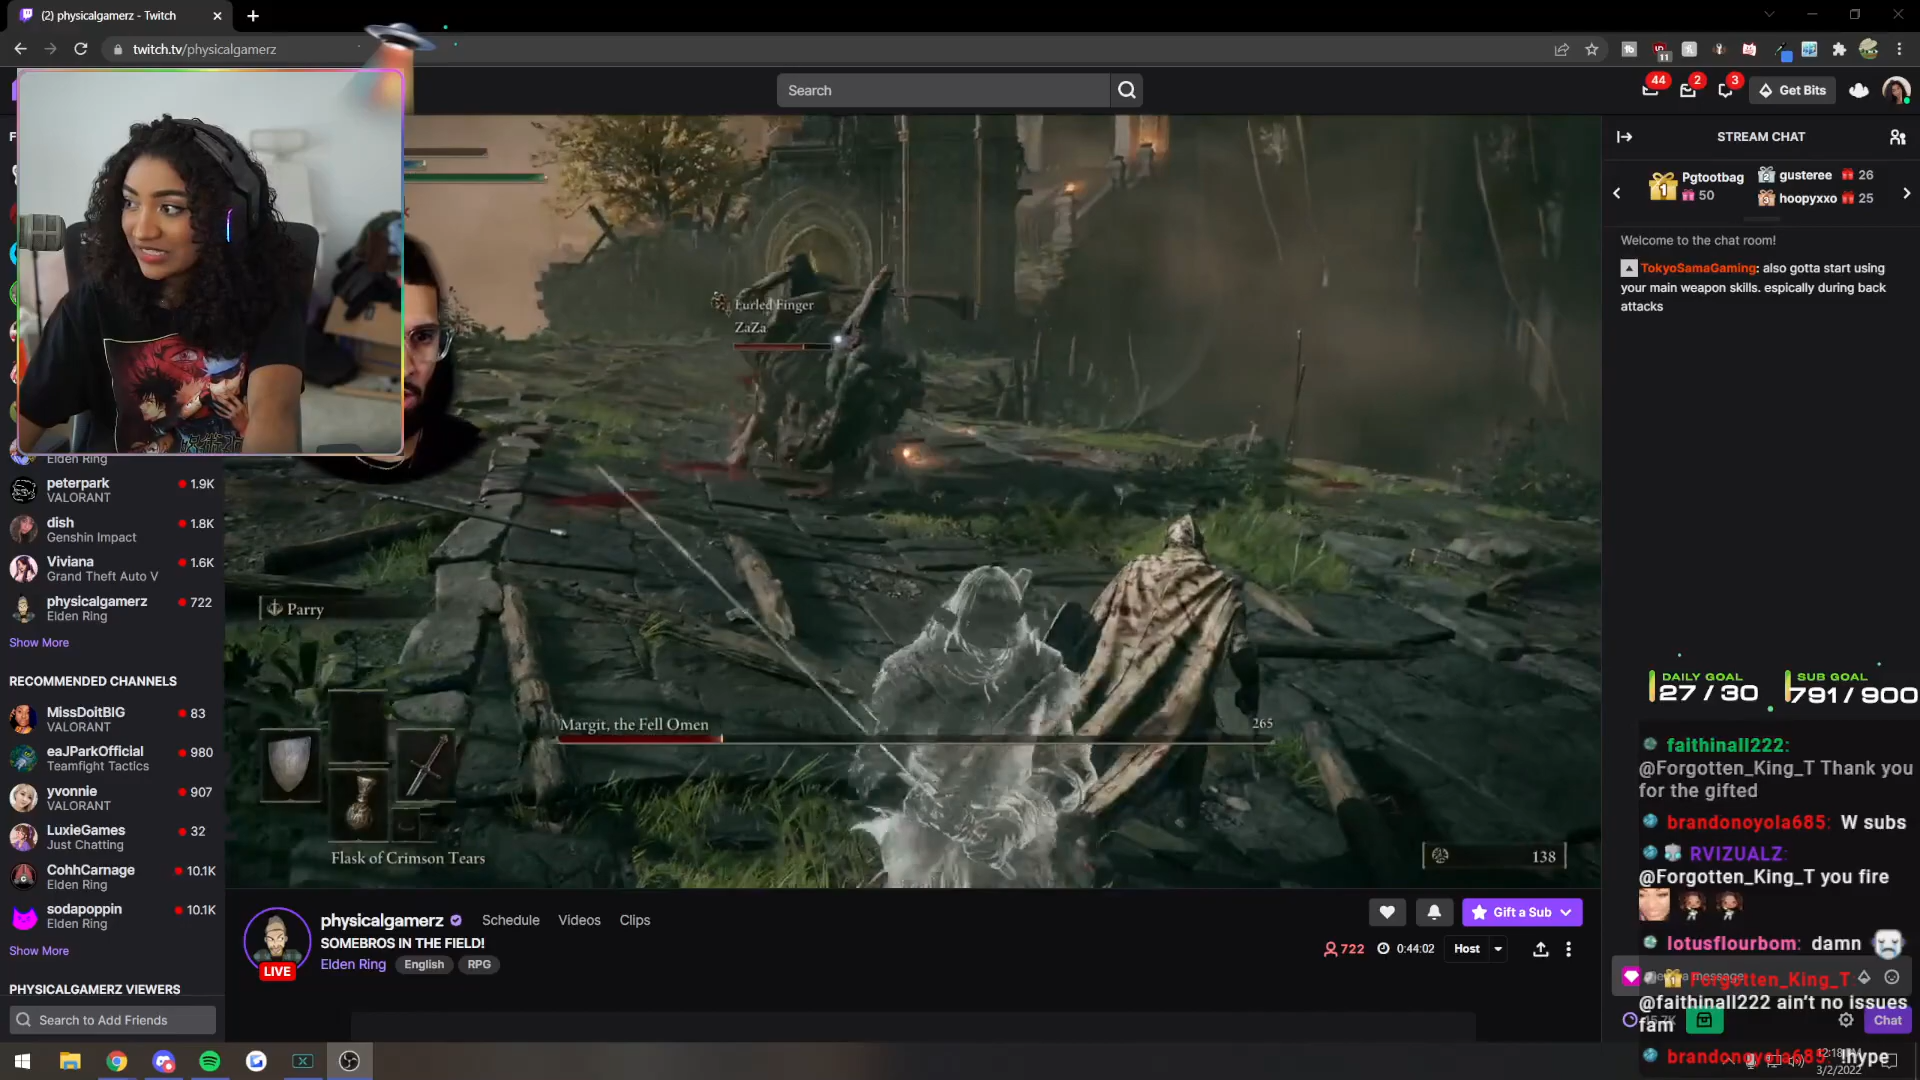 (2) physicalgamerz - Twitch
twitch.tv/physicalgamerz
11
Search
44
2
3
Get Bits
STREAM CHAT
1
Pgtootbag
50
gusteree 26
hoopyxxo 25
Welcome to the chat room!
TokyoSamaGaming: also gotta start using
your main weapon skills. espically during back
attacks
Furled Finger
ZaZa
Elden Ring
peterpark 1.9K
VALORANT
dish 1.8K
Genshin Impact
Viviana 1.6K
Grand Theft Auto V
physicalgamerz 722
Elden Ring
Show More
RECOMMENDED CHANNELS
MissDoitBIG 83
VALORANT
eaJParkOfficial 980
Teamfight Tactics
yvonnie 907
VALORANT
LuxieGames 32
Just Chatting
CohhCarnage 10.1K
Elden Ring
sodapoppin 10.1K
Show More
PHYSICALGAMERZ VIEWERS
Search to Add Friends
Parry
Margit, the Fell Omen
265
Flask of Crimson Tears
138
DAILY GOAL
27/30
SUB GOAL
791/900
faithinall222:
@Forgotten_King_T Thank you
for the gifted
brandonoyola685: W subs
RVIZUALZ:
@Forgotten_King_T you fire
lotusflourbom: damn
Forgotten_King_T
@faithinall222 ain't no issues
fam
brandonoyola685: !hype
physicalgamerz
Schedule
Videos
Clips
SOMEBROS IN THE FIELD!
Elden Ring
English
RPG
LIVE
Gift a Sub
722
0:44:02
Host
Chat
3/2/2022